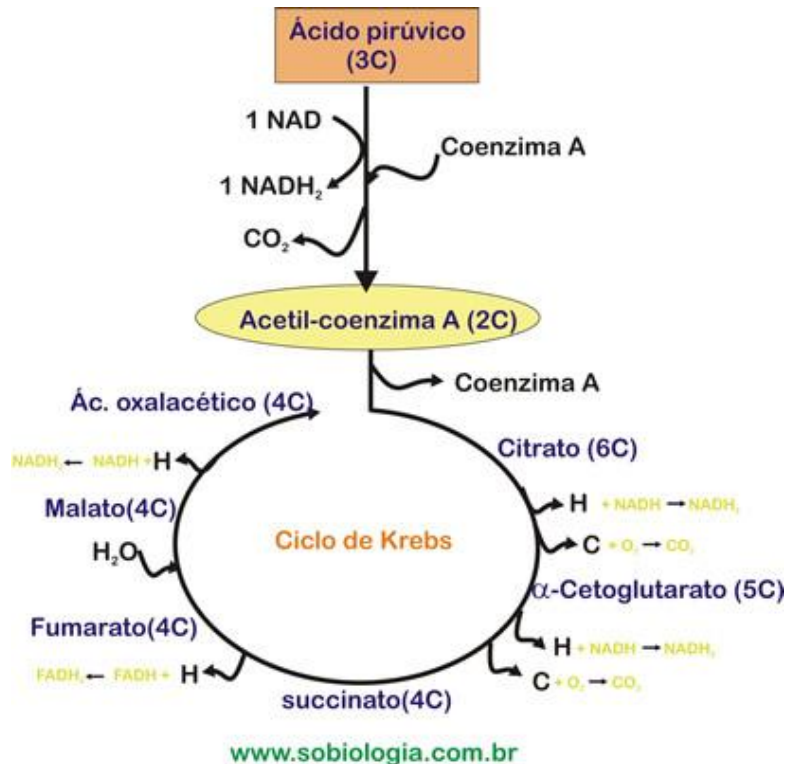 Ácido pirúvico
(3C)
1 NAD
Coenzima A
1 NADH₂
CO₂
Acetil-coenzima A (2C)
Coenzima A
Ác. oxalacético (4C)
Citrato (6C)
NADH₂ ← NADH + H
H + NADH → NADH₂
Malato(4C)
C + O₂ → CO₂
Ciclo de Krebs
H₂O
α-Cetoglutarato (5C)
Fumarato(4C)
H + NADH → NADH₂
FADH₂ ← FADH + H
C + O₂ → CO₂
succinato(4C)
www.sobiologia.com.br